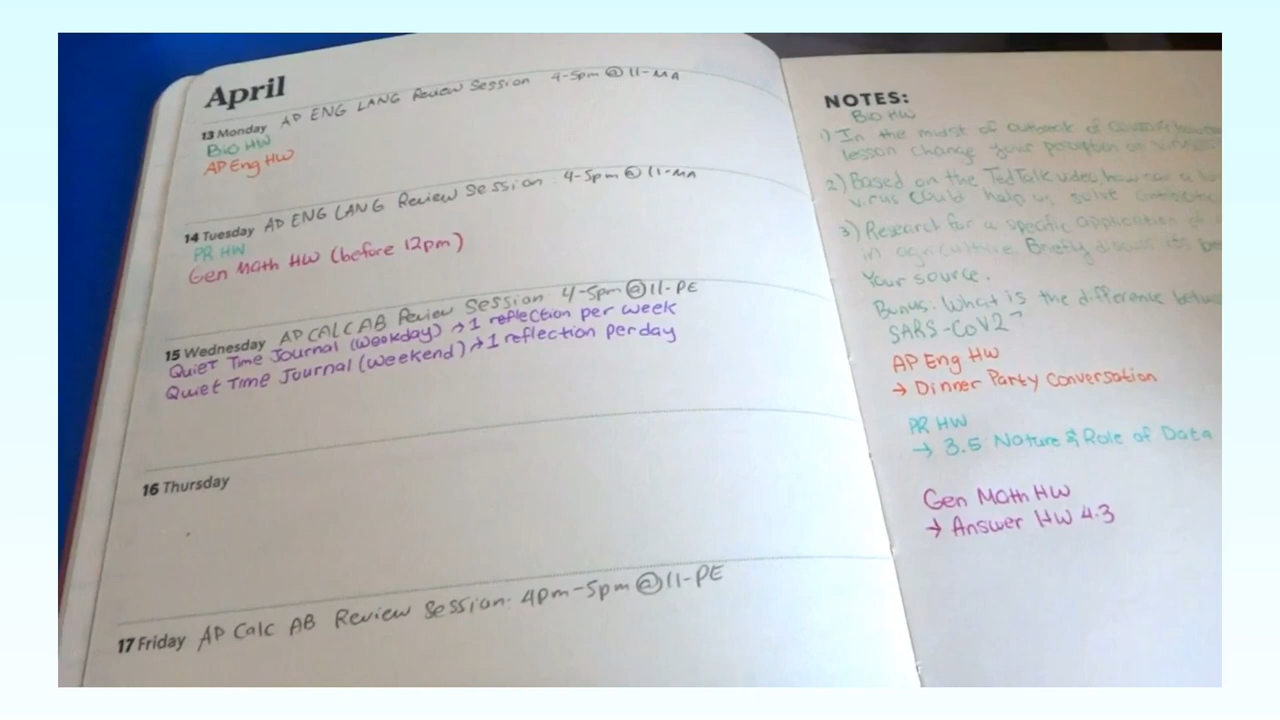 April
13 Monday AP ENG LANG Review Session 4-5pm @ 11-MA
Bio HW
AP Eng HW
14 Tuesday AP ENG LANG Review Session 4-5pm @ 11-MA
PR HW
Gen Math HW (before 12pm)
15 Wednesday AP CALC AB Review Session 4-5pm @ 11-PE
Quiet Time Journal (weekday) → 1 reflection per week
Quiet Time Journal (weekend) → 1 reflection per day
16 Thursday
17 Friday AP Calc AB Review Session: 4pm-5pm @ 11-PE
NOTES:
Bio HW
1) In the midst of outbreak of
lesson change your perception on
2) Based on the TedTalk video, how can a
virus could help us solve
3) Research for a specific application of
in agriculture. Briefly discuss its
Your source.
Bonus: What is the difference
SARS-CoV2?
AP Eng HW
→ Dinner Party Conversation
PR HW
→ 3.5 Nature & Role of Data
Gen Math HW
→ Answer HW 4.3